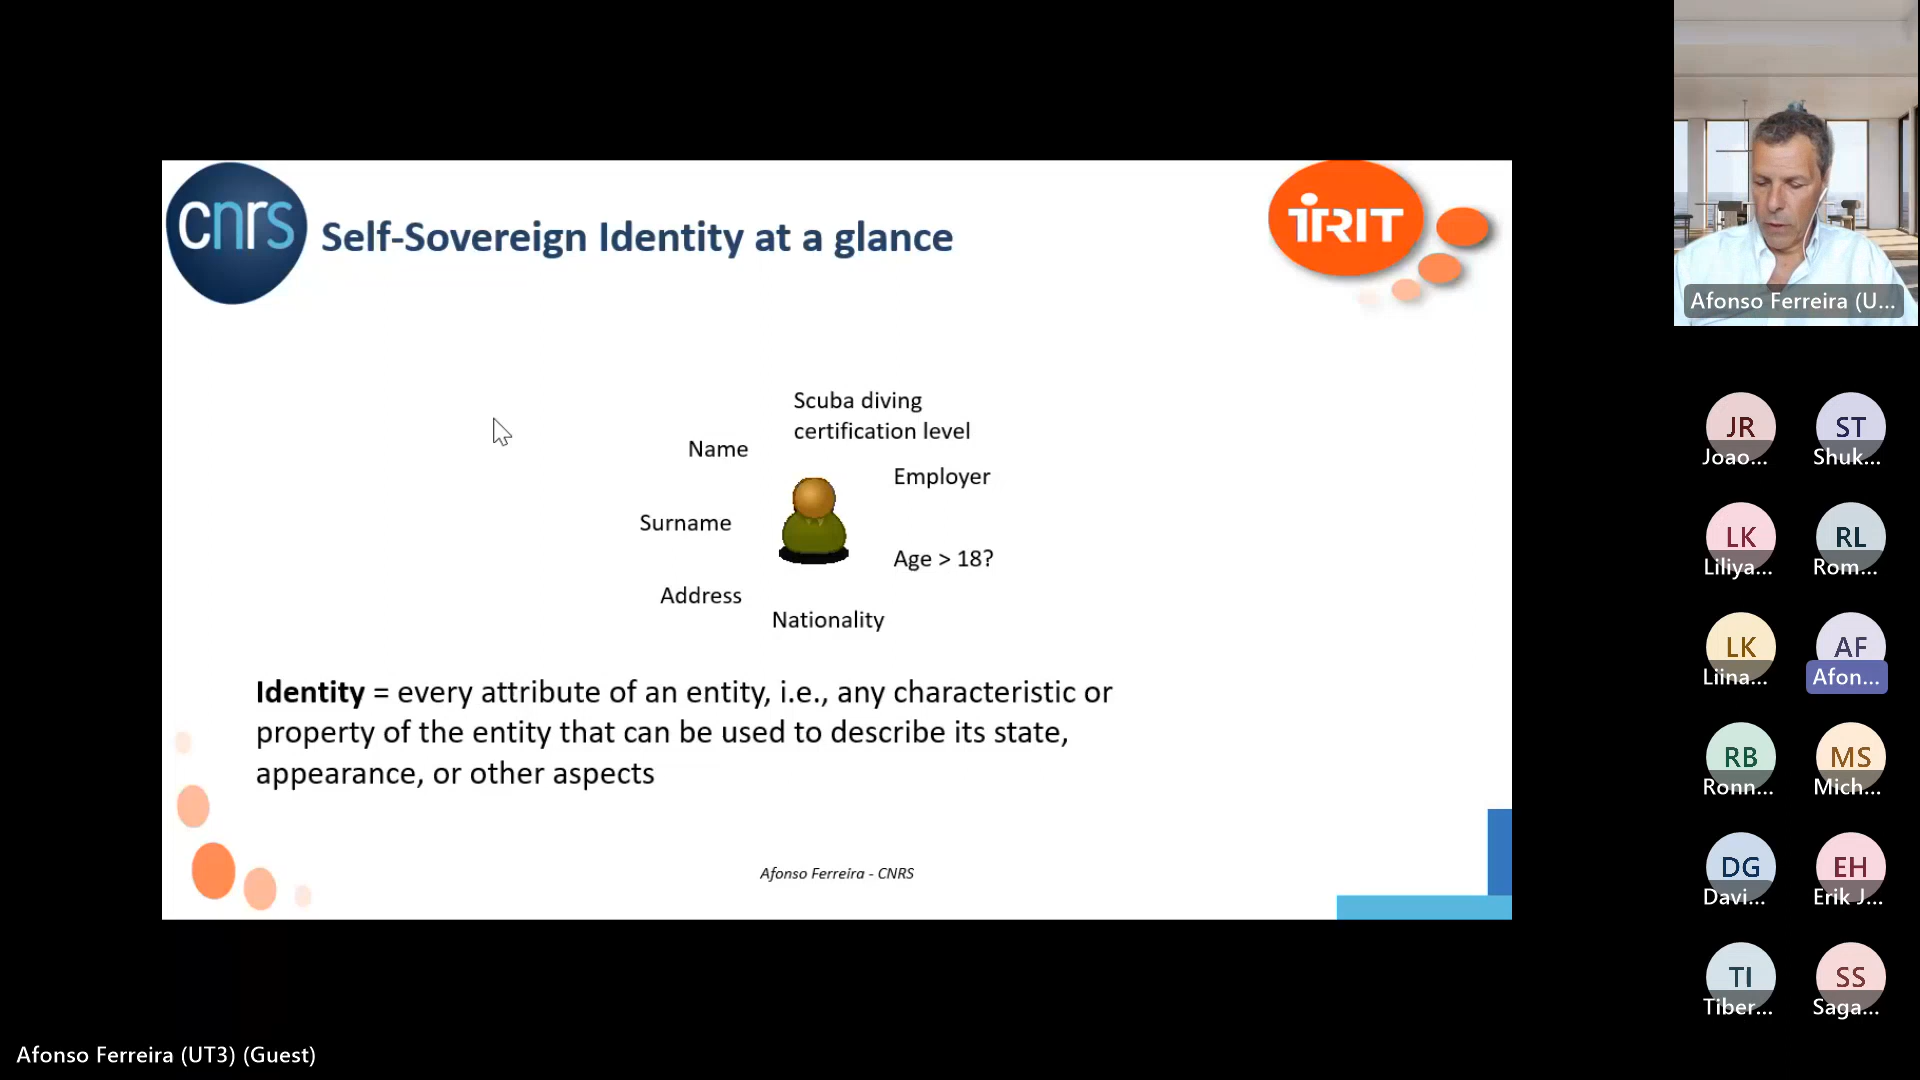 cnrs
Self-Sovereign Identity at a glance
IRIT
Scuba diving
certification level
Name
Employer
Surname
Age > 18?
Address
Nationality
Identity = every attribute of an entity, i.e., any characteristic or
property of the entity that can be used to describe its state,
appearance, or other aspects
Afonso Ferreira - CNRS
Afonso Ferreira (U...
JR
Joao...
ST
Shuk...
LK
Liliya...
RL
Rom...
LK
Liina...
AF
Afon...
RB
Ronn...
MS
Mich...
DG
Davi...
EH
Erik J...
TI
Tiber...
SS
Saga...
Afonso Ferreira (UT3) (Guest)